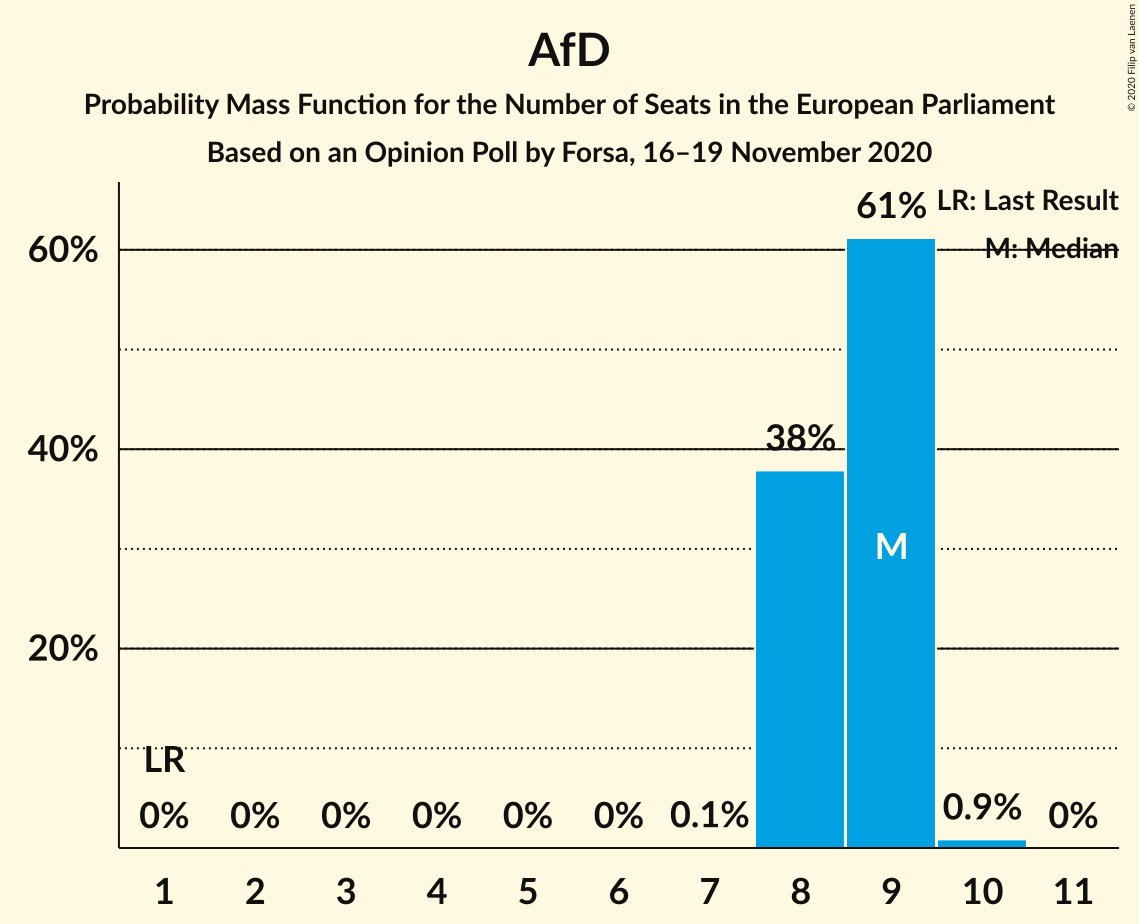 AfD
Probability Mass Function for the Number of Seats in the European Parliament
Based on an Opinion Poll by Forsa, 16–19 November 2020
© 2020 Filip van Laenen
LR: Last Result
M: Median
60%
40%
20%
61%
38%
M
LR
0% 0% 0% 0% 0% 0% 0.1% 0.9% 0%
1 2 3 4 5 6 7 8 9 10 11